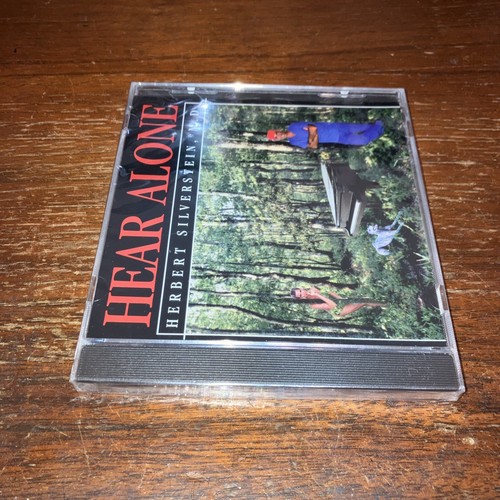 HEAR ALONE
HERBERT SILVERSTEIN, M.D.